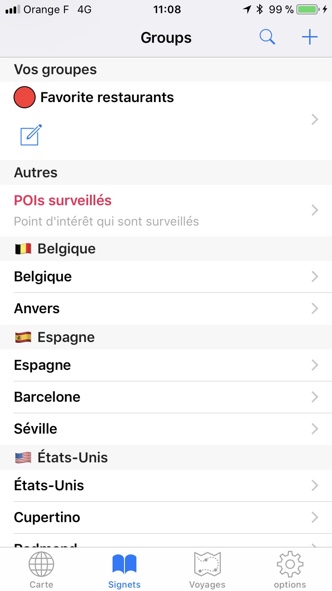 Orange F 4G 11:08 99 %
Groups
Vos groupes
Favorite restaurants
Autres
POIs surveillés
Point d'intérêt qui sont surveillés
Belgique
Belgique
Anvers
Espagne
Espagne
Barcelone
Séville
États-Unis
États-Unis
Cupertino
Redmond
Carte Signets Voyages options